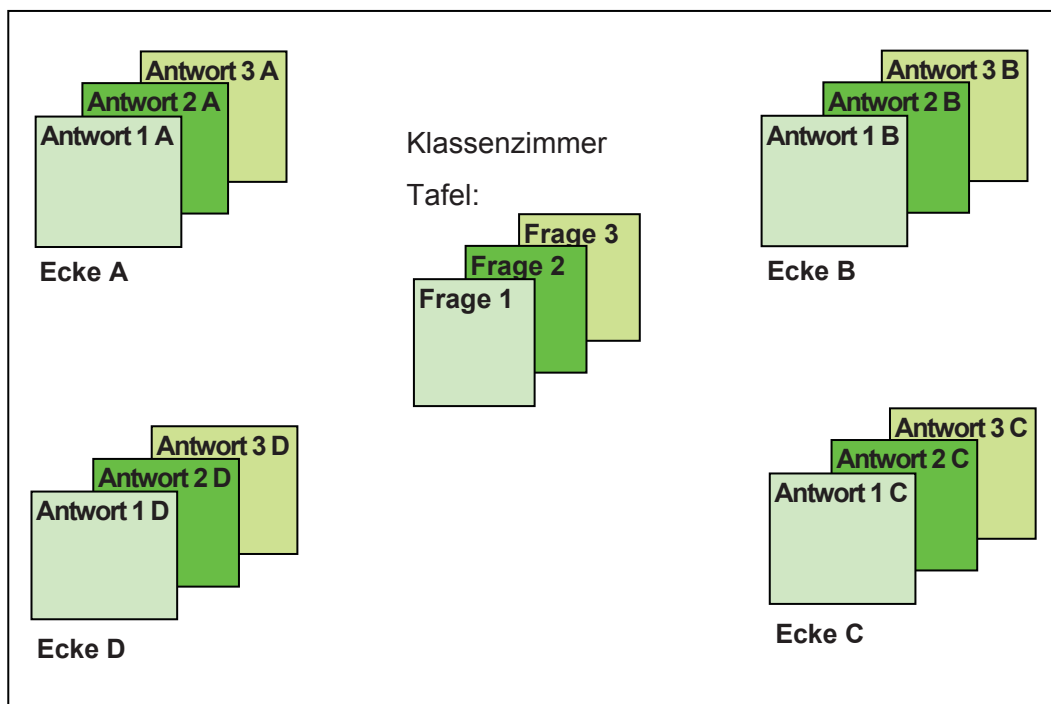 Antwort 3 A
Antwort 2 A
Antwort 1 A
Ecke A
Klassenzimmer
Tafel:
Frage 3
Frage 2
Frage 1
Antwort 3 B
Antwort 2 B
Antwort 1 B
Ecke B
Antwort 3 D
Antwort 2 D
Antwort 1 D
Ecke D
Antwort 3 C
Antwort 2 C
Antwort 1 C
Ecke C